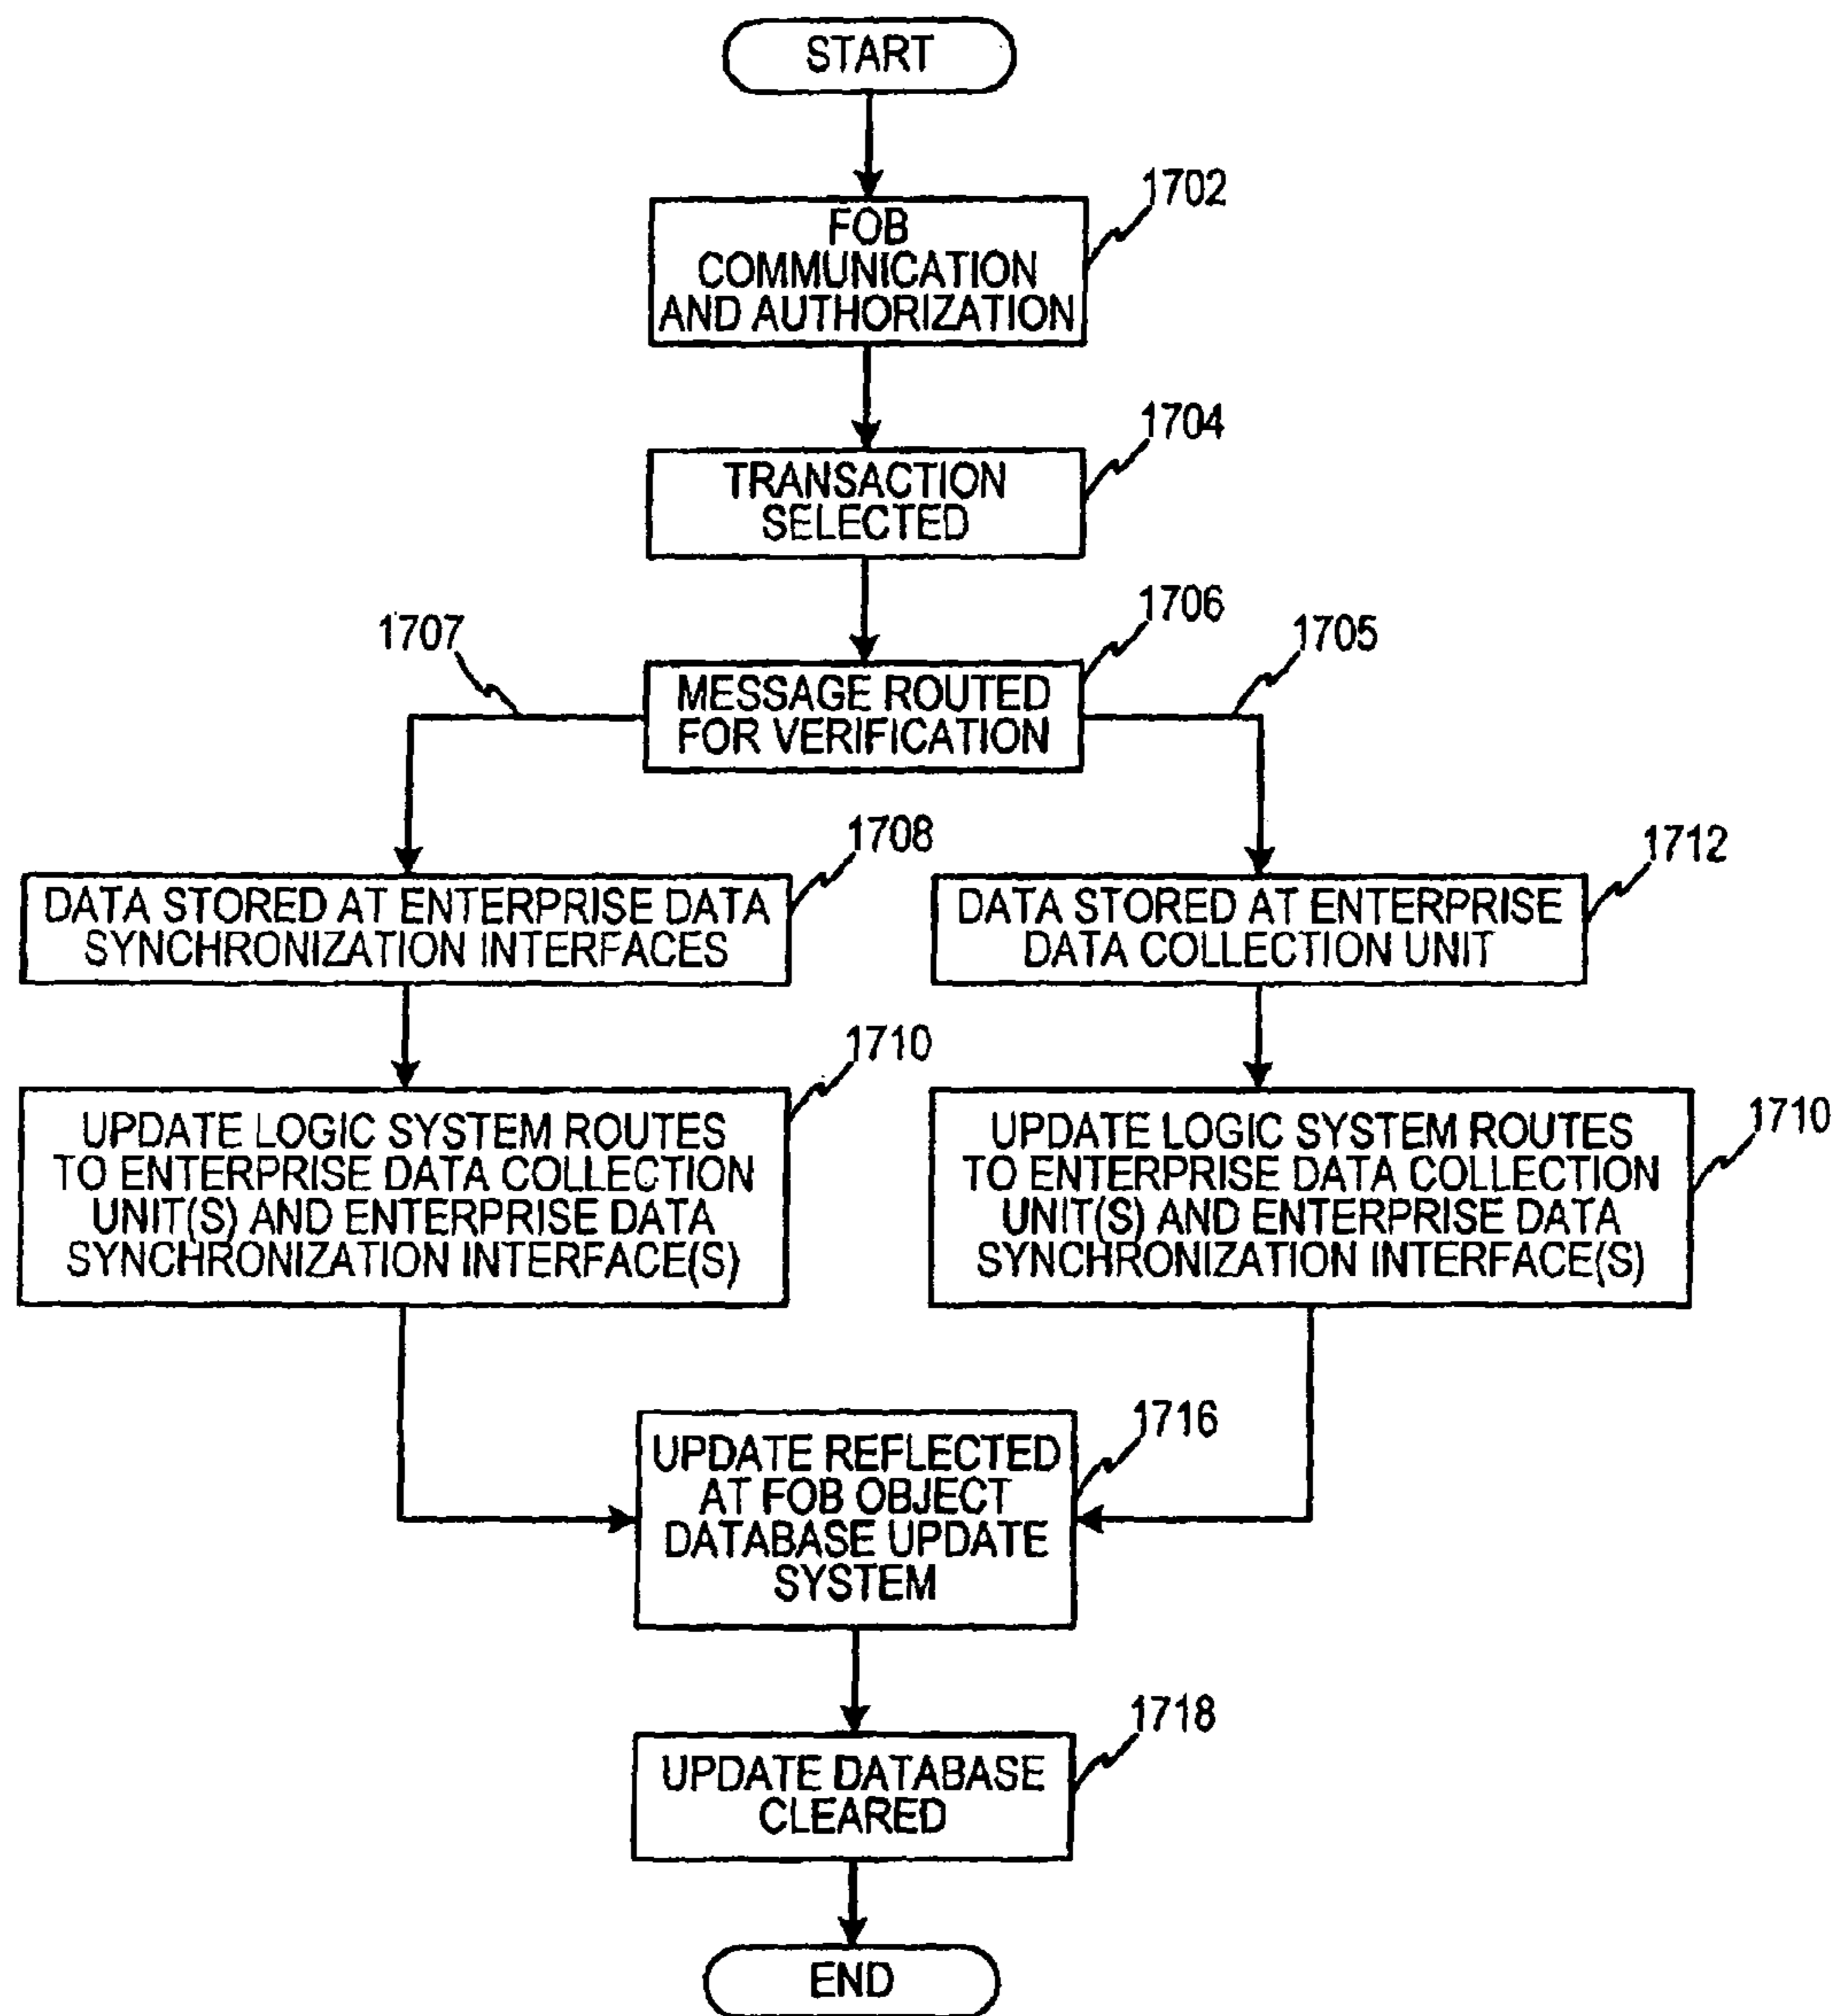 START
1702
FOB
COMMUNICATION
AND AUTHORIZATION
1704
TRANSACTION
SELECTED
1706
1707
1705
MESSAGE ROUTED
FOR VERIFICATION
1708
DATA STORED AT ENTERPRISE DATA
SYNCHRONIZATION INTERFACES
1712
DATA STORED AT ENTERPRISE
DATA COLLECTION UNIT
1710
UPDATE LOGIC SYSTEM ROUTES
TO ENTERPRISE DATA COLLECTION
UNIT(S) AND ENTERPRISE DATA
SYNCHRONIZATION INTERFACE(S)
1710
UPDATE LOGIC SYSTEM ROUTES
TO ENTERPRISE DATA COLLECTION
UNIT(S) AND ENTERPRISE DATA
SYNCHRONIZATION INTERFACE(S)
1716
UPDATE REFLECTED
AT FOB OBJECT
DATABASE UPDATE
SYSTEM
1718
UPDATE DATABASE
CLEARED
END